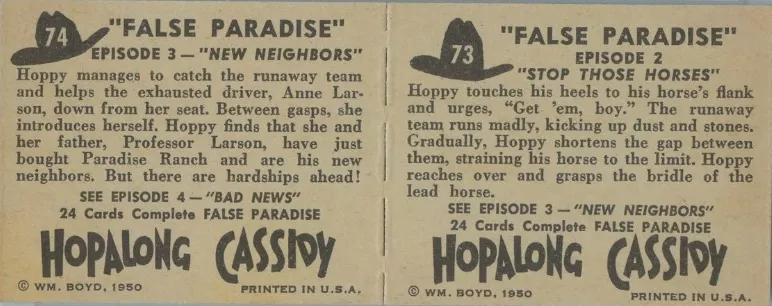 74
"FALSE PARADISE"
EPISODE 3 — "NEW NEIGHBORS"
Hoppy manages to catch the runaway team
and helps the exhausted driver, Anne Lar-
son, down from her seat. Between gasps, she
introduces herself. Hoppy finds that she and
her father, Professor Larson, have just
bought Paradise Ranch and are his new
neighbors. But there are hardships ahead!
SEE EPISODE 4 — "BAD NEWS"
24 Cards Complete FALSE PARADISE
HOPALONG CASSIDY
© WM. BOYD, 1950 PRINTED IN U.S.A.
73
"FALSE PARADISE"
EPISODE 2
"STOP THOSE HORSES"
Hoppy touches his heels to his horse's flank
and urges, "Get 'em, boy." The runaway
team runs madly, kicking up dust and stones.
Gradually, Hoppy shortens the gap between
them, straining his horse to the limit. Hoppy
reaches over and grasps the bridle of the
lead horse.
SEE EPISODE 3 — "NEW NEIGHBORS"
24 Cards Complete FALSE PARADISE
HOPALONG CASSIDY
© WM. BOYD, 1950 PRINTED IN U.S.A.